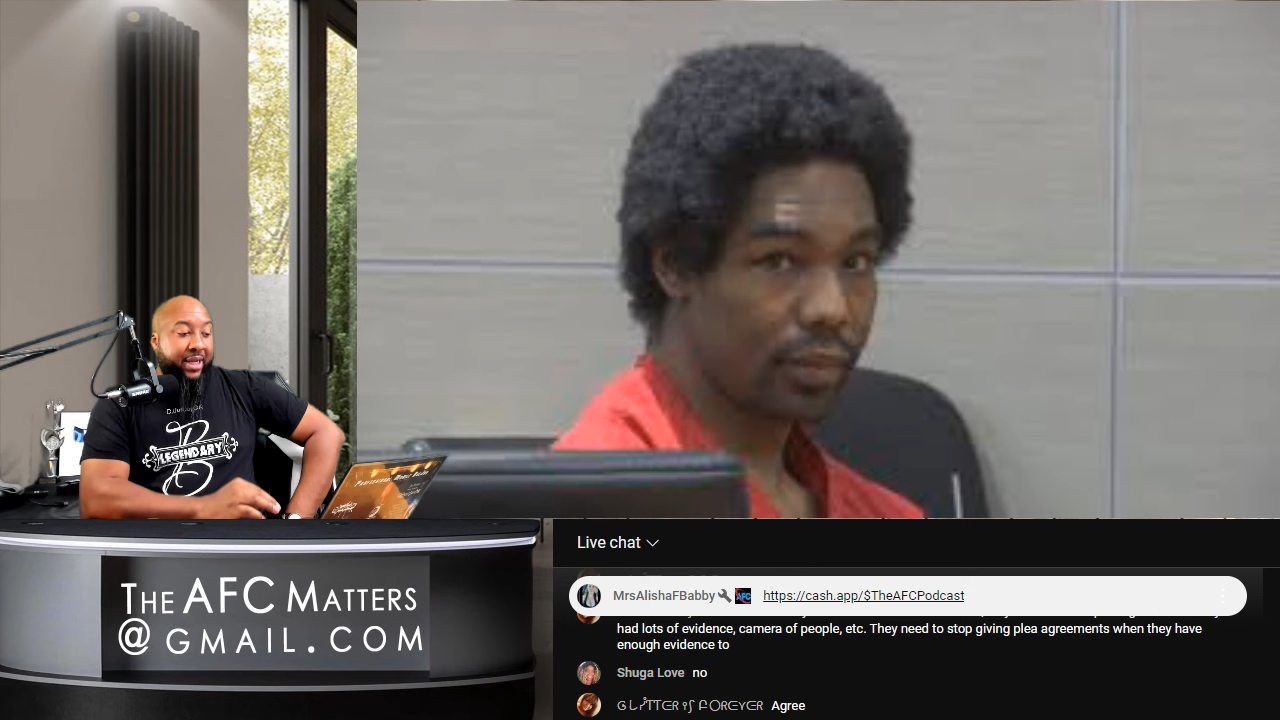 LEGENDARY
B
THE AFC MATTERS
@GMAIL.COM
Live chat
MrsAlishaFBabby AFC https://cash.app/$TheAFCPodcast
had lots of evidence, camera of people, etc. They need to stop giving plea agreements when they have
enough evidence to
Shuga Love no
Agree